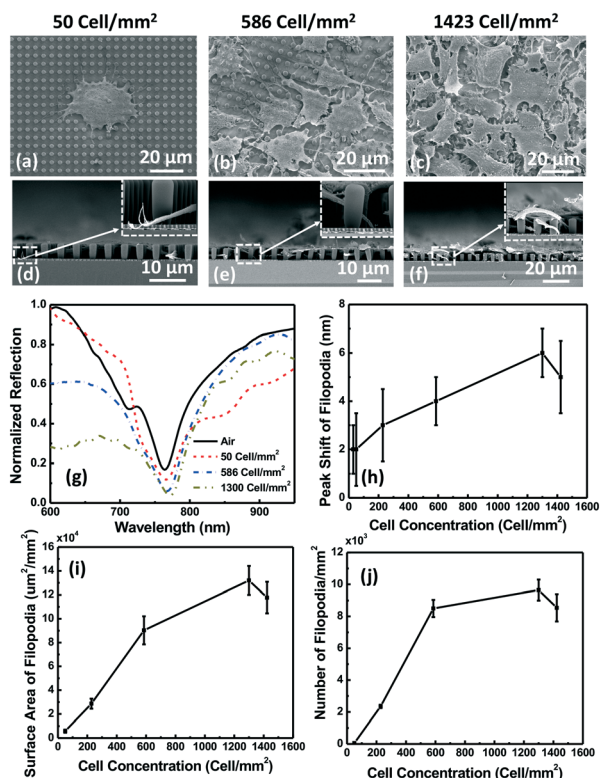 50 Cell/mm² 586 Cell/mm² 1423 Cell/mm²
(a) 20 μm (b) 20 μm (c) 20 μm
(d) 10 μm (e) 10 μm (f) 20 μm
Normalized Reflection
1.0
0.8
0.6
0.4
0.2
0.0
600 700 800 900
Wavelength (nm)
(g)
Air
50 Cell/mm²
586 Cell/mm²
1300 Cell/mm²
Peak Shift of Filopodia (nm)
8
6
4
2
0
0 200 400 600 800 1000 1200 1400 1600
Cell Concentration (Cell/mm²)
(h)
Surface Area of Filopodia (um²/mm²)
x10⁴
16
14
12
10
8
6
4
2
0
0 200 400 600 800 1000 1200 1400 1600
Cell Concentration (Cell/mm²)
(i)
Number of Filopodia/mm²
x10³
12
10
8
6
4
2
0
0 200 400 600 800 1000 1200 1400 1600
Cell Concentration (Cell/mm²)
(j)